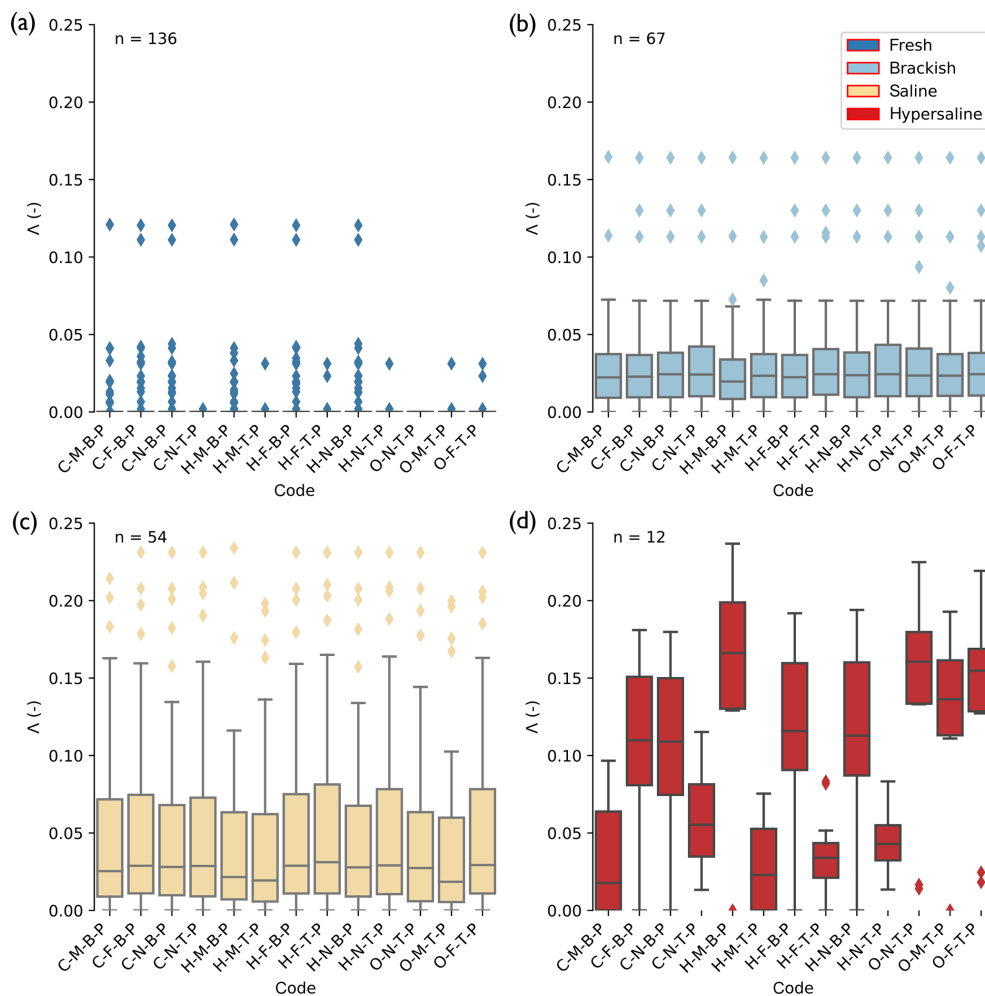 (a)
n = 136
0.25
0.20
0.15
0.10
0.05
0.00
Λ (-)
C-M-B-P
C-F-B-P
C-N-B-P
C-N-T-P
H-M-B-P
H-M-T-P
H-F-B-P
H-F-T-P
H-N-B-P
H-N-T-P
O-N-T-P
O-M-T-P
O-F-T-P
Code
(b)
n = 67
Fresh
Brackish
Saline
Hypersaline
0.25
0.20
0.15
0.10
0.05
0.00
Λ (-)
C-M-B-P
C-F-B-P
C-N-B-P
C-N-T-P
H-M-B-P
H-M-T-P
H-F-B-P
H-F-T-P
H-N-B-P
H-N-T-P
O-N-T-P
O-M-T-P
O-F-T-P
Code
(c)
n = 54
0.25
0.20
0.15
0.10
0.05
0.00
Λ (-)
C-M-B-P
C-F-B-P
C-N-B-P
C-N-T-P
H-M-B-P
H-M-T-P
H-F-B-P
H-F-T-P
H-N-B-P
H-N-T-P
O-N-T-P
O-M-T-P
O-F-T-P
Code
(d)
n = 12
0.25
0.20
0.15
0.10
0.05
0.00
Λ (-)
C-M-B-P
C-F-B-P
C-N-B-P
C-N-T-P
H-M-B-P
H-M-T-P
H-F-B-P
H-F-T-P
H-N-B-P
H-N-T-P
O-N-T-P
O-M-T-P
O-F-T-P
Code